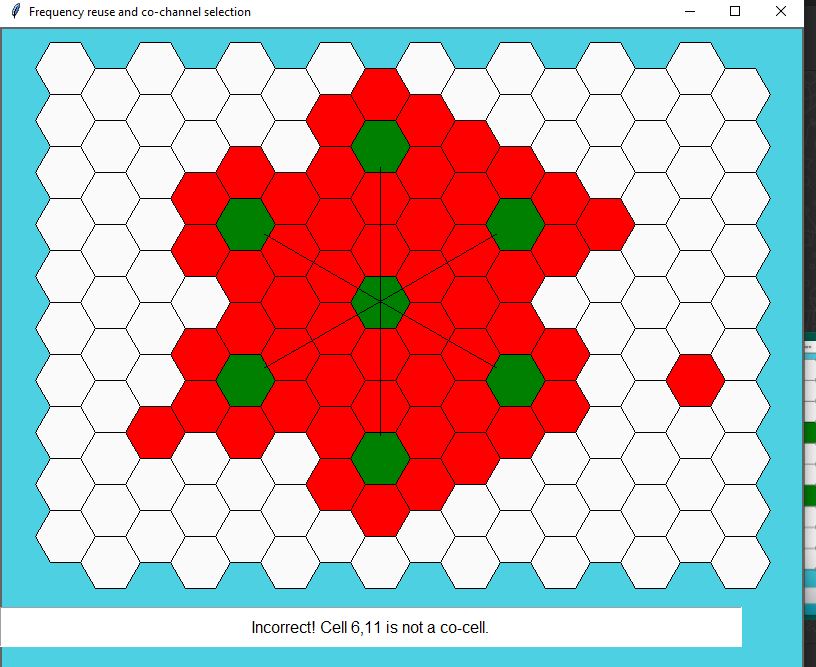 Frequency reuse and co-channel selection
Incorrect! Cell 6,11 is not a co-cell.